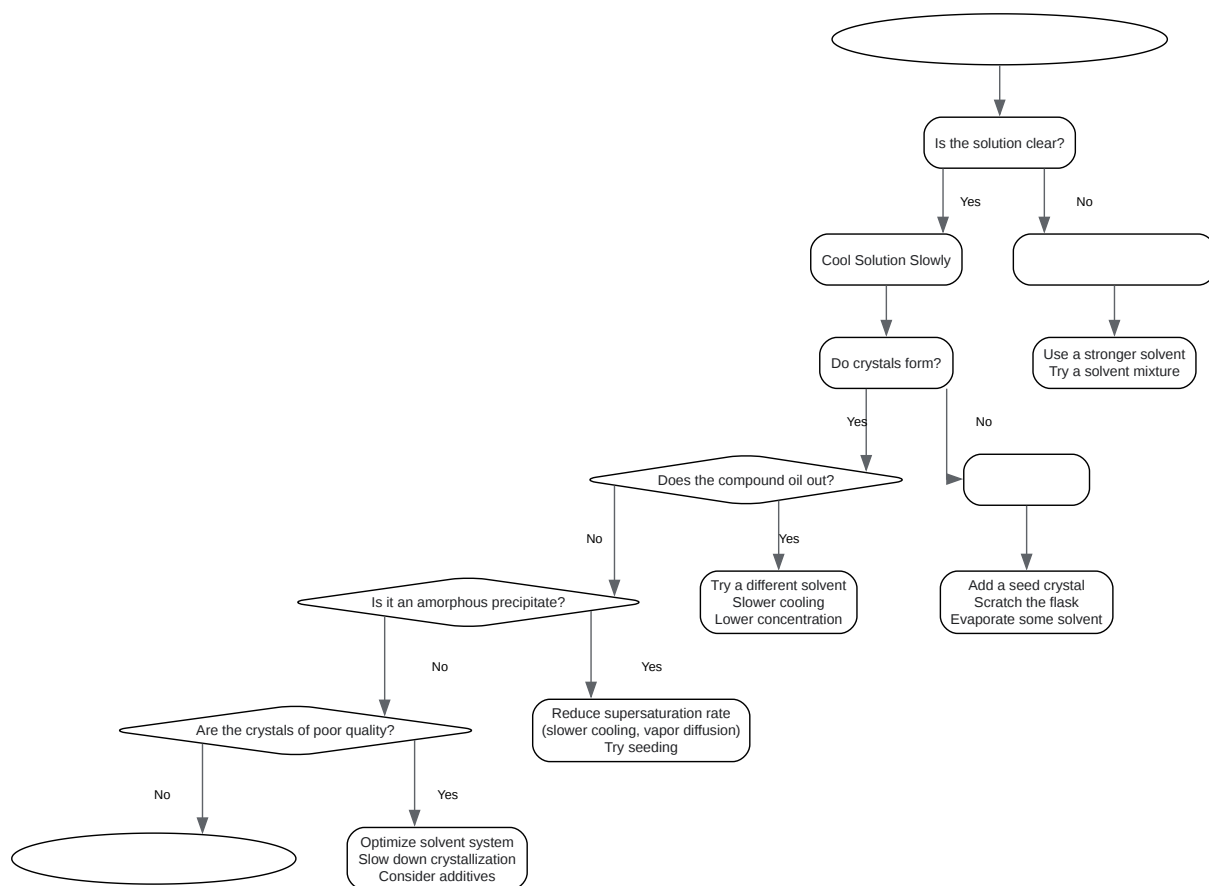 Is the solution clear?
Yes
No
Cool Solution Slowly
Do crystals form?
Use a stronger solvent
Try a solvent mixture
Yes
No
Does the compound oil out?
No
Yes
Try a different solvent
Slower cooling
Lower concentration
Add a seed crystal
Scratch the flask
Evaporate some solvent
Is it an amorphous precipitate?
No
Yes
Reduce supersaturation rate
(slower cooling, vapor diffusion)
Try seeding
Are the crystals of poor quality?
No
Yes
Optimize solvent system
Slow down crystallization
Consider additives